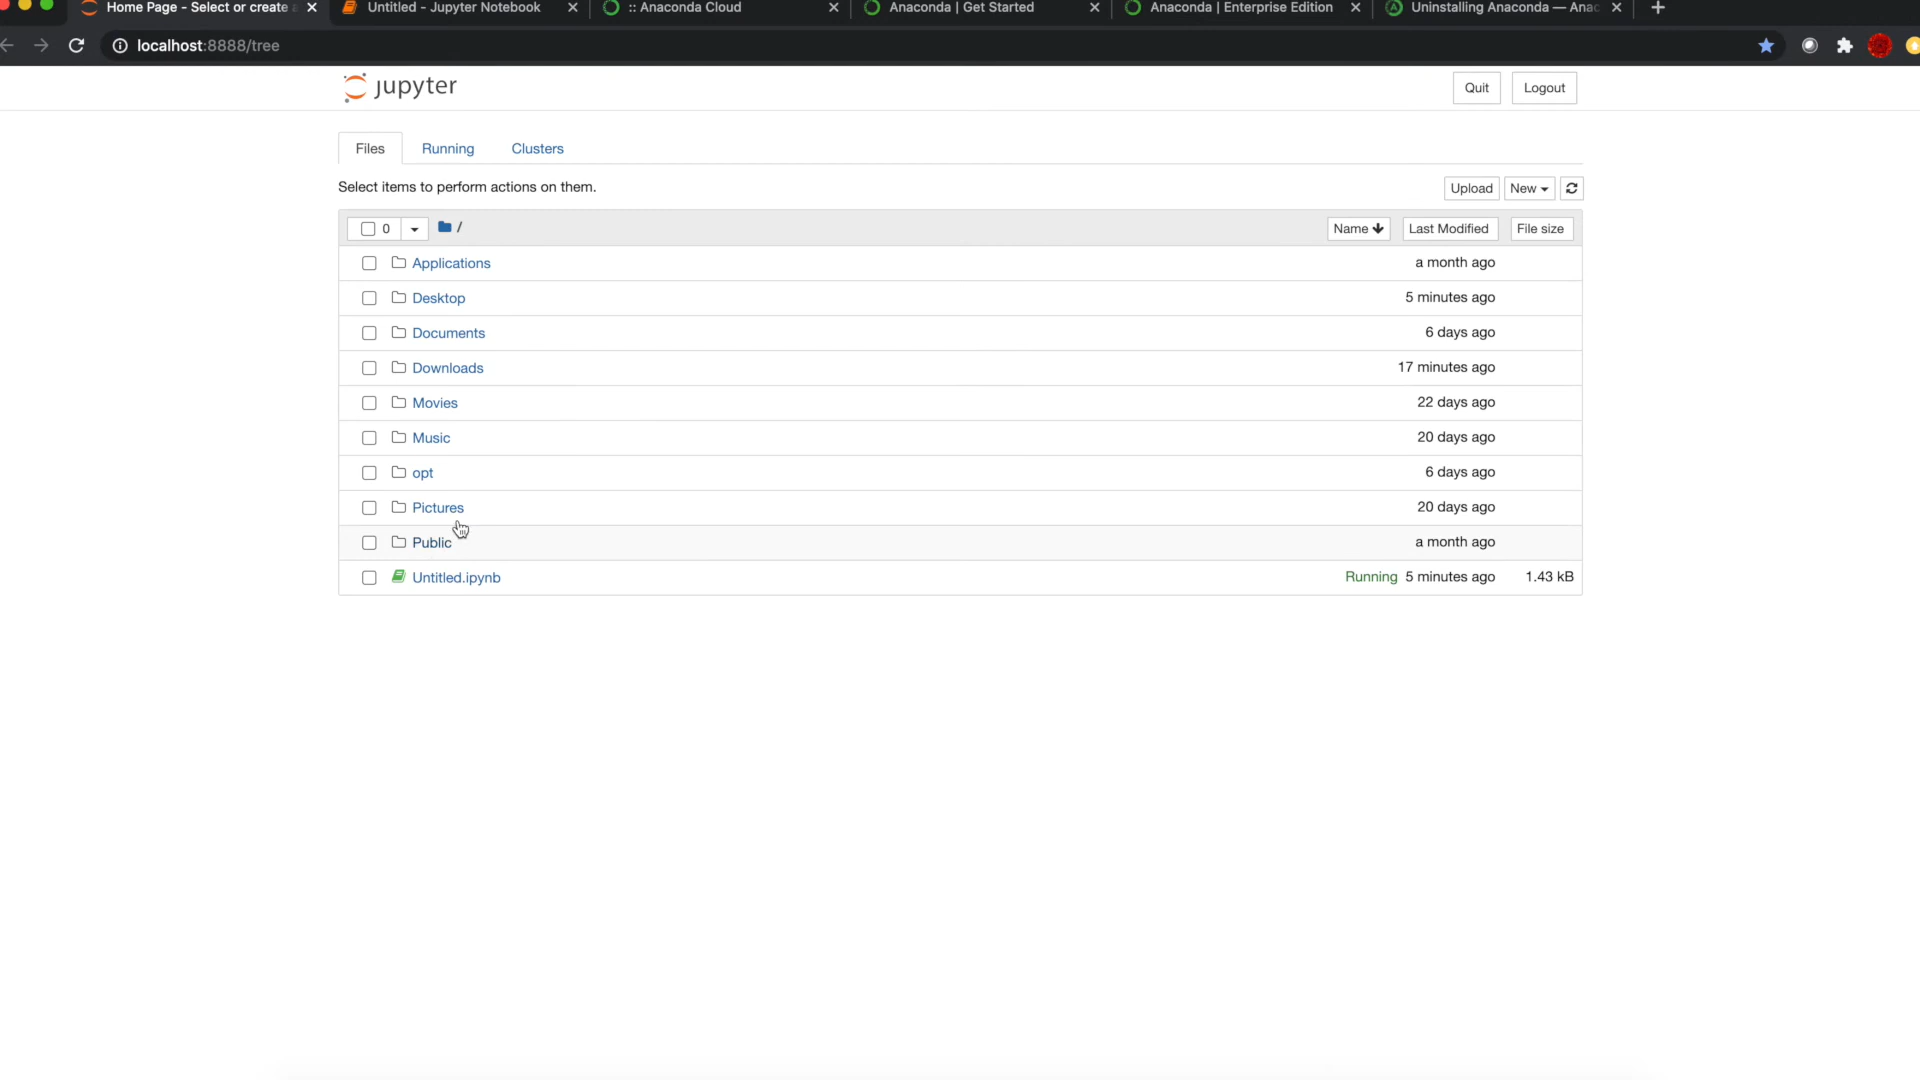 Home Page - Select or create a
Untitled - Jupyter Notebook
:: Anaconda Cloud
Anaconda | Get Started
Anaconda | Enterprise Edition
Uninstalling Anaconda — Anac
localhost:8888/tree
jupyter
Quit
Logout
Files
Running
Clusters
Select items to perform actions on them.
Upload
New
0
/
Name
Last Modified
File size
Applications
a month ago
Desktop
5 minutes ago
Documents
6 days ago
Downloads
17 minutes ago
Movies
22 days ago
Music
20 days ago
opt
6 days ago
Pictures
20 days ago
Public
a month ago
Untitled.ipynb
Running 5 minutes ago
1.43 kB